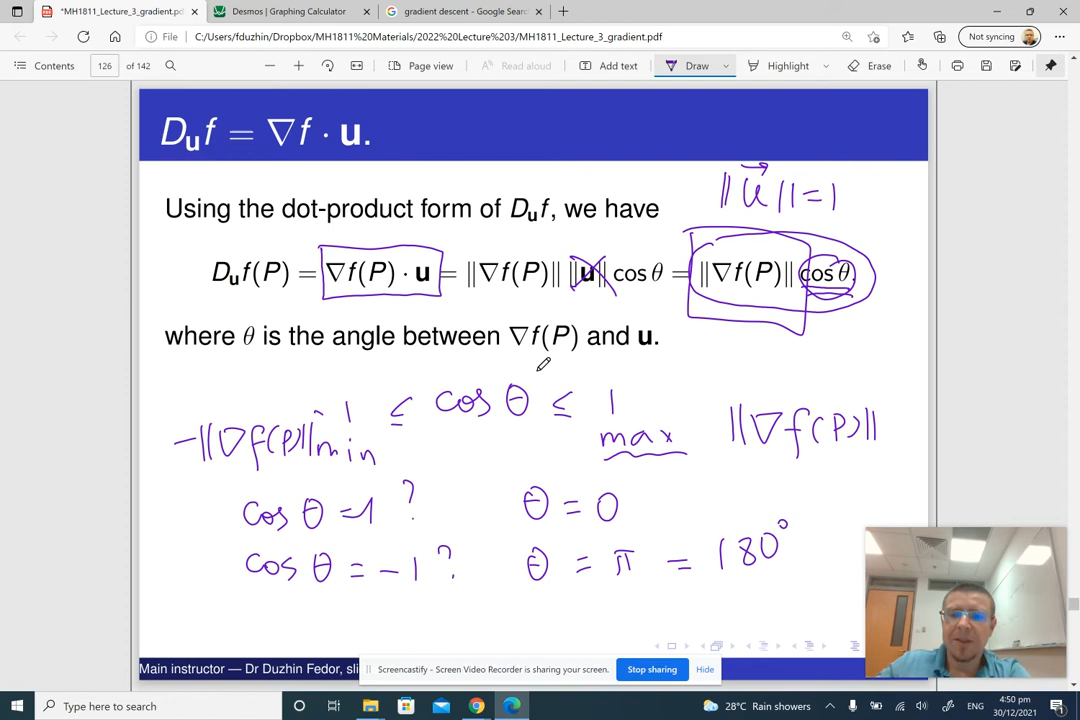 *MH1811_Lecture_3_gradient.pdf
Desmos | Graphing Calculator
gradient descent - Google Sear
File
C:/Users/fduzhin/Dropbox/MH1811%20Materials/2022%20Lecture%203/MH1811_Lecture_3_gradient.pdf
Not syncing
Contents 126 of 142
Page view
Read aloud
Add text
Draw
Highlight
Erase
D_u f = ∇f · u.
‖u⃗‖ = 1
Using the dot-product form of D_u f, we have
D_u f(P) = ∇f(P) · u = ‖∇f(P)‖ ‖u‖ cos θ = ‖∇f(P)‖ cos θ,
where θ is the angle between ∇f(P) and u.
-1 ≤ cos θ ≤ 1
-‖∇f(P)‖ min max ‖∇f(P)‖
cos θ = 1 ? θ = 0
cos θ = -1 ? θ = π = 180°
Main instructor — Dr Duzhin Fedor, sli
Screencastify - Screen Video Recorder is sharing your screen.
Stop sharing
Hide
Type here to search
28°C Rain showers
4:50 pm
ENG
30/12/2021
1